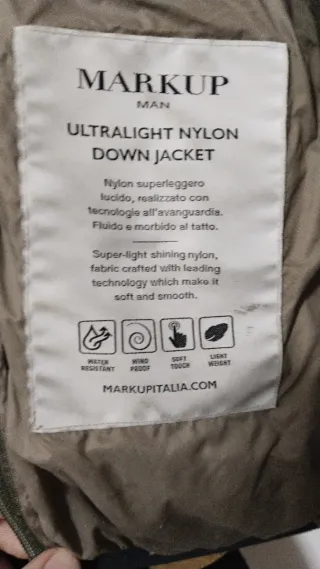 MARKUP
MAN
ULTRALIGHT NYLON
DOWN JACKET
Nylon superleggero
lucido, realizzato con
tecnologie all'avanguardia.
Fluido e morbido al tatto.
Super-light shining nylon,
fabric crafted with leading
technology which make it
soft and smooth.
WATER RESISTANT
WIND PROOF
SOFT TOUCH
LIGHT WEIGHT
MARKUPITALIA.COM